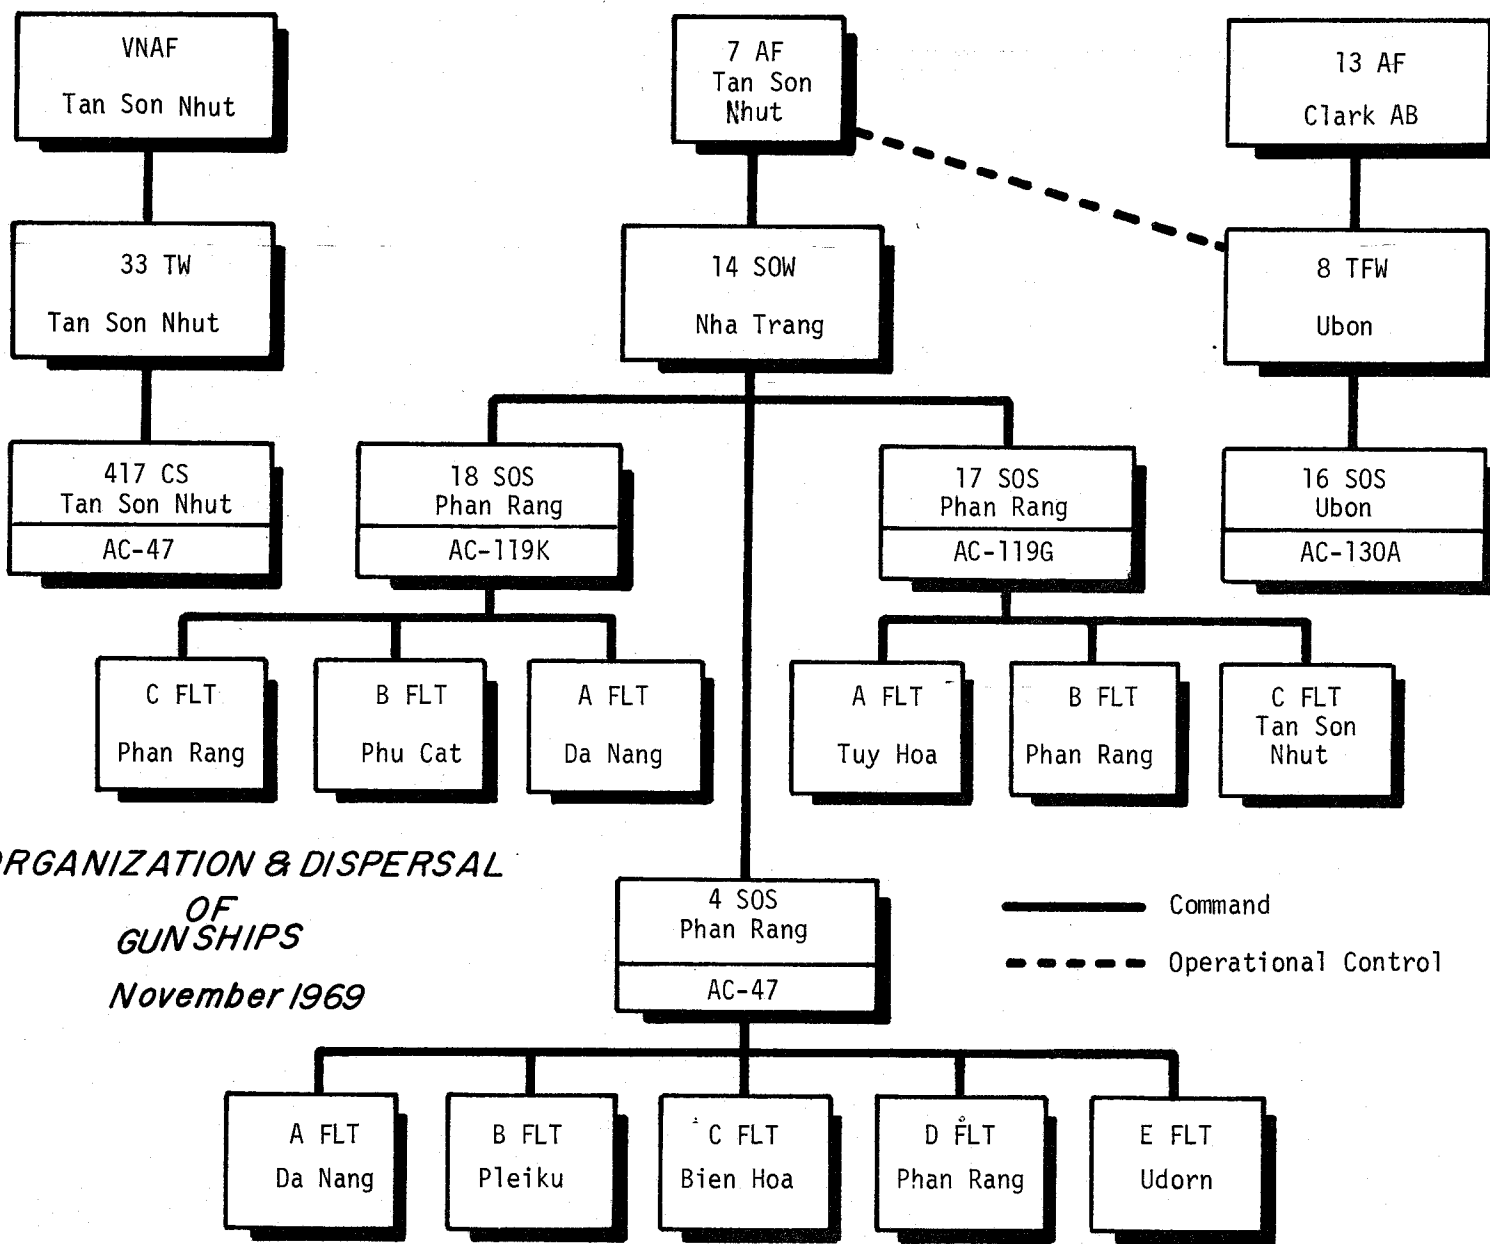 VNAF
Tan Son Nhut
7 AF
Tan Son
Nhut
13 AF
Clark AB
33 TW
Tan Son Nhut
14 SOW
Nha Trang
8 TFW
Ubon
417 CS
Tan Son Nhut
AC-47
18 SOS
Phan Rang
AC-119K
17 SOS
Phan Rang
AC-119G
16 SOS
Ubon
AC-130A
C FLT
Phan Rang
B FLT
Phu Cat
A FLT
Da Nang
A FLT
Tuy Hoa
B FLT
Phan Rang
C FLT
Tan Son
Nhut
ORGANIZATION & DISPERSAL
OF
GUNSHIPS
November 1969
4 SOS
Phan Rang
AC-47
Command
Operational Control
A FLT
Da Nang
B FLT
Pleiku
C FLT
Bien Hoa
D FLT
Phan Rang
E FLT
Udorn